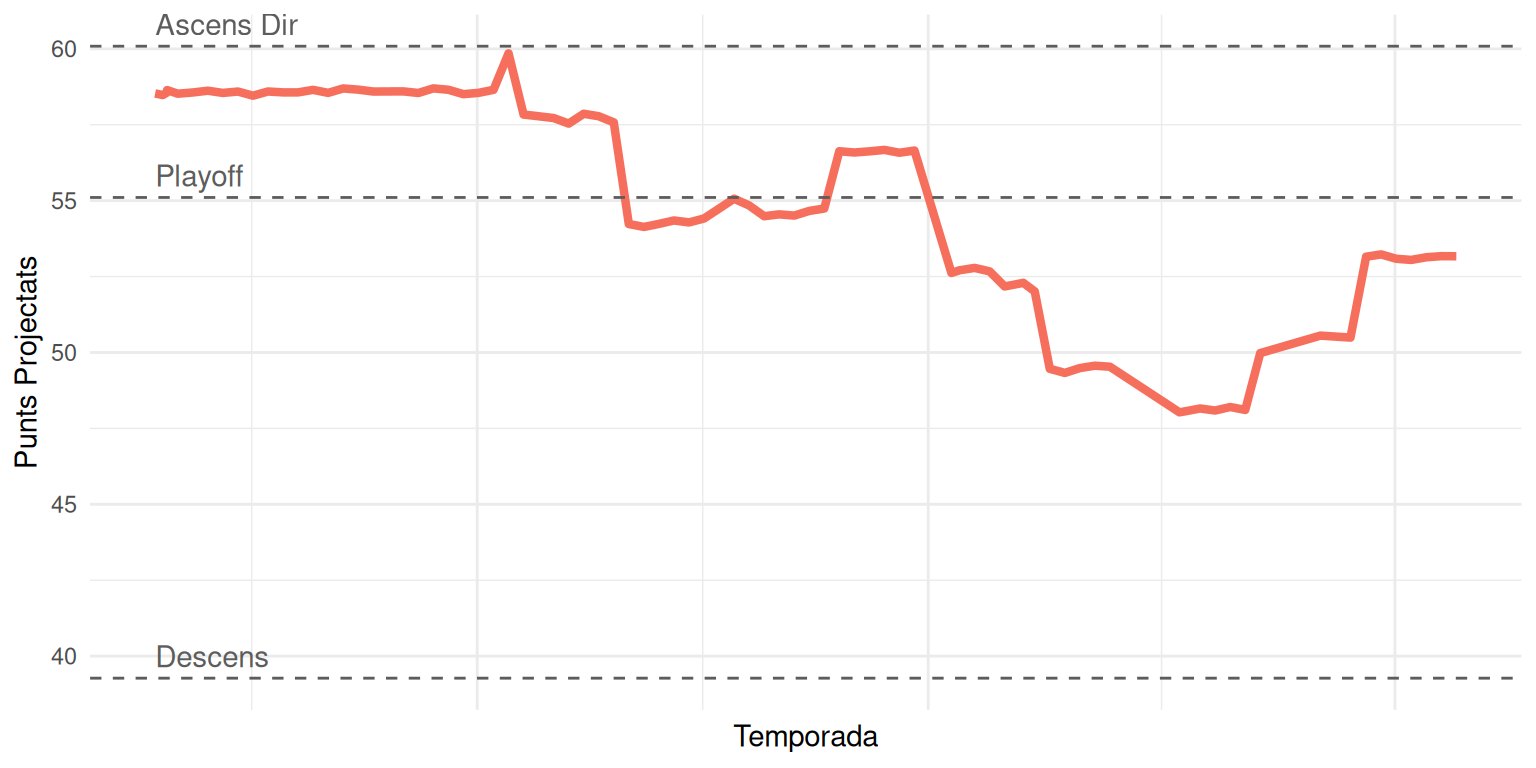 Ascens Dir
60
Playoff
55
Punts Projectats
50
45
Descens
40
Temporada